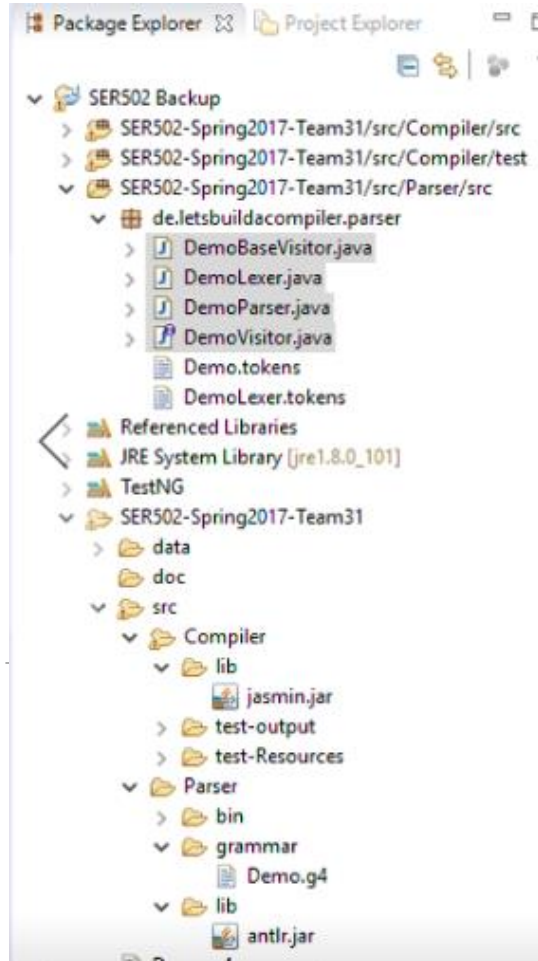 Package Explorer Project Explorer
SER502 Backup
SER502-Spring2017-Team31/src/Compiler/src
SER502-Spring2017-Team31/src/Compiler/test
SER502-Spring2017-Team31/src/Parser/src
de.letsbuildacompiler.parser
DemoBaseVisitor.java
DemoLexer.java
DemoParser.java
DemoVisitor.java
Demo.tokens
DemoLexer.tokens
Referenced Libraries
JRE System Library [jre1.8.0_101]
TestNG
SER502-Spring2017-Team31
data
doc
src
Compiler
lib
jasmin.jar
test-output
test-Resources
Parser
bin
grammar
Demo.g4
lib
antlr.jar